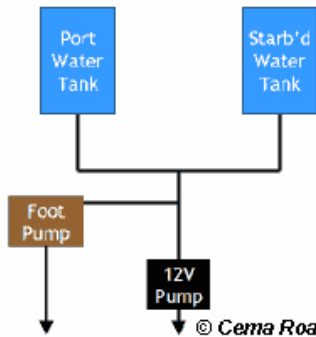 Port
Water
Tank
Starb'd
Water
Tank
Foot
Pump
12V
Pump
© Cema Roa